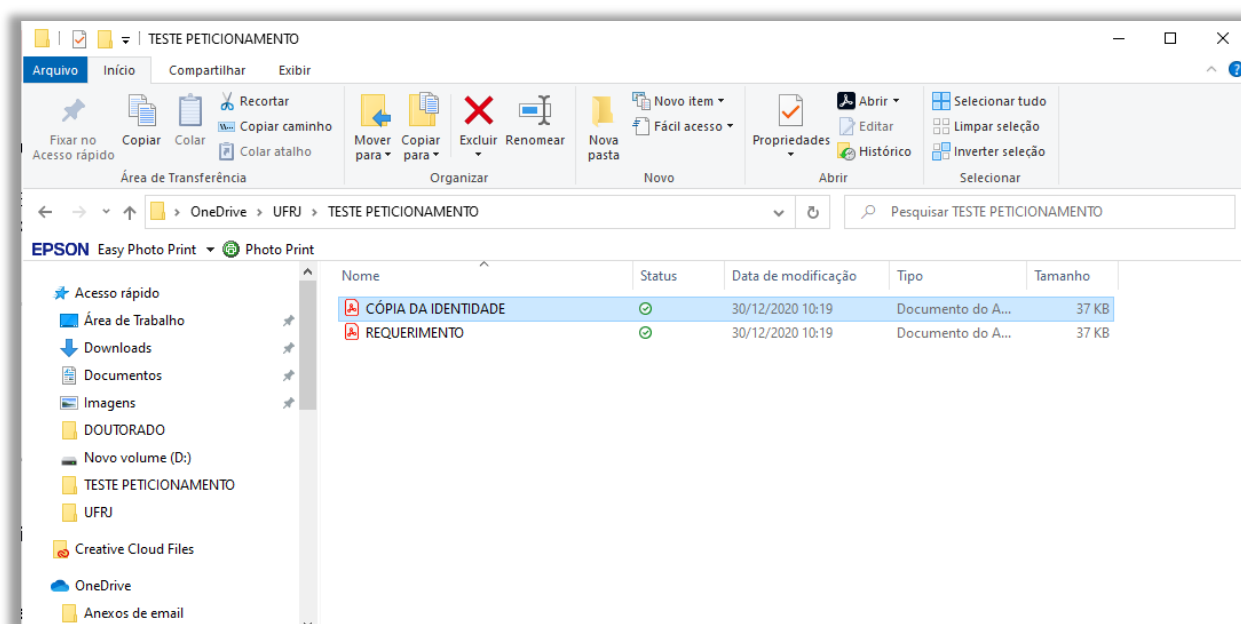 TESTE PETICIONAMENTO
Arquivo Início Compartilhar Exibir
Fixar no Acesso rápido
Copiar
Colar
Recortar
Copiar caminho
Colar atalho
Área de Transferência
Mover para
Copiar para
Excluir
Renomear
Organizar
Nova pasta
Novo item
Fácil acesso
Novo
Propriedades
Abrir
Editar
Histórico
Abrir
Selecionar tudo
Limpar seleção
Inverter seleção
Selecionar
OneDrive > UFRJ > TESTE PETICIONAMENTO
Pesquisar TESTE PETICIONAMENTO
EPSON Easy Photo Print Photo Print
Nome Status Data de modificação Tipo Tamanho
CÓPIA DA IDENTIDADE 30/12/2020 10:19 Documento do A... 37 KB
REQUERIMENTO 30/12/2020 10:19 Documento do A... 37 KB
Acesso rápido
Área de Trabalho
Downloads
Documentos
Imagens
DOUTORADO
Novo volume (D:)
TESTE PETICIONAMENTO
UFRJ
Creative Cloud Files
OneDrive
Anexos de email